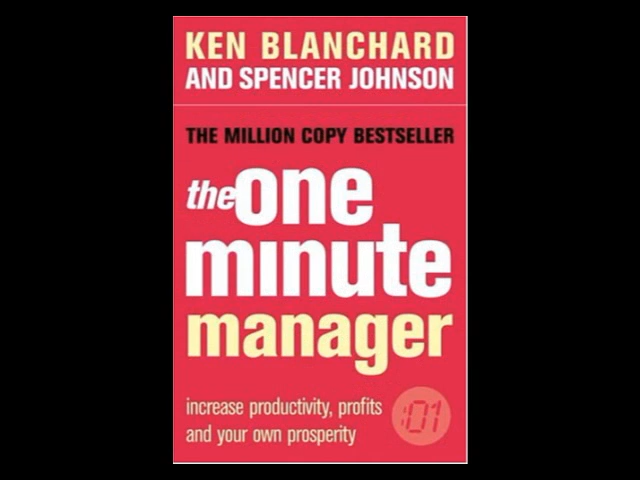 KEN BLANCHARD
AND SPENCER JOHNSON
THE MILLION COPY BESTSELLER
the one
minute
manager
increase productivity, profits
and your own prosperity
:01